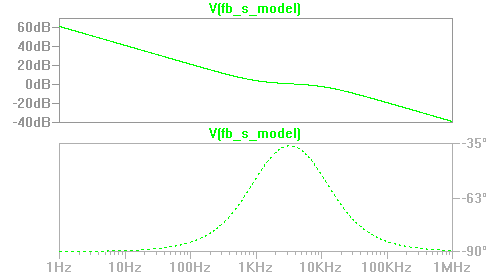 V(fb_s_model)
60dB
40dB
20dB
0dB
-20dB
-40dB
V(fb_s_model)
-35°
-63°
-90°
1Hz 10Hz 100Hz 1KHz 10KHz 100KHz 1MHz